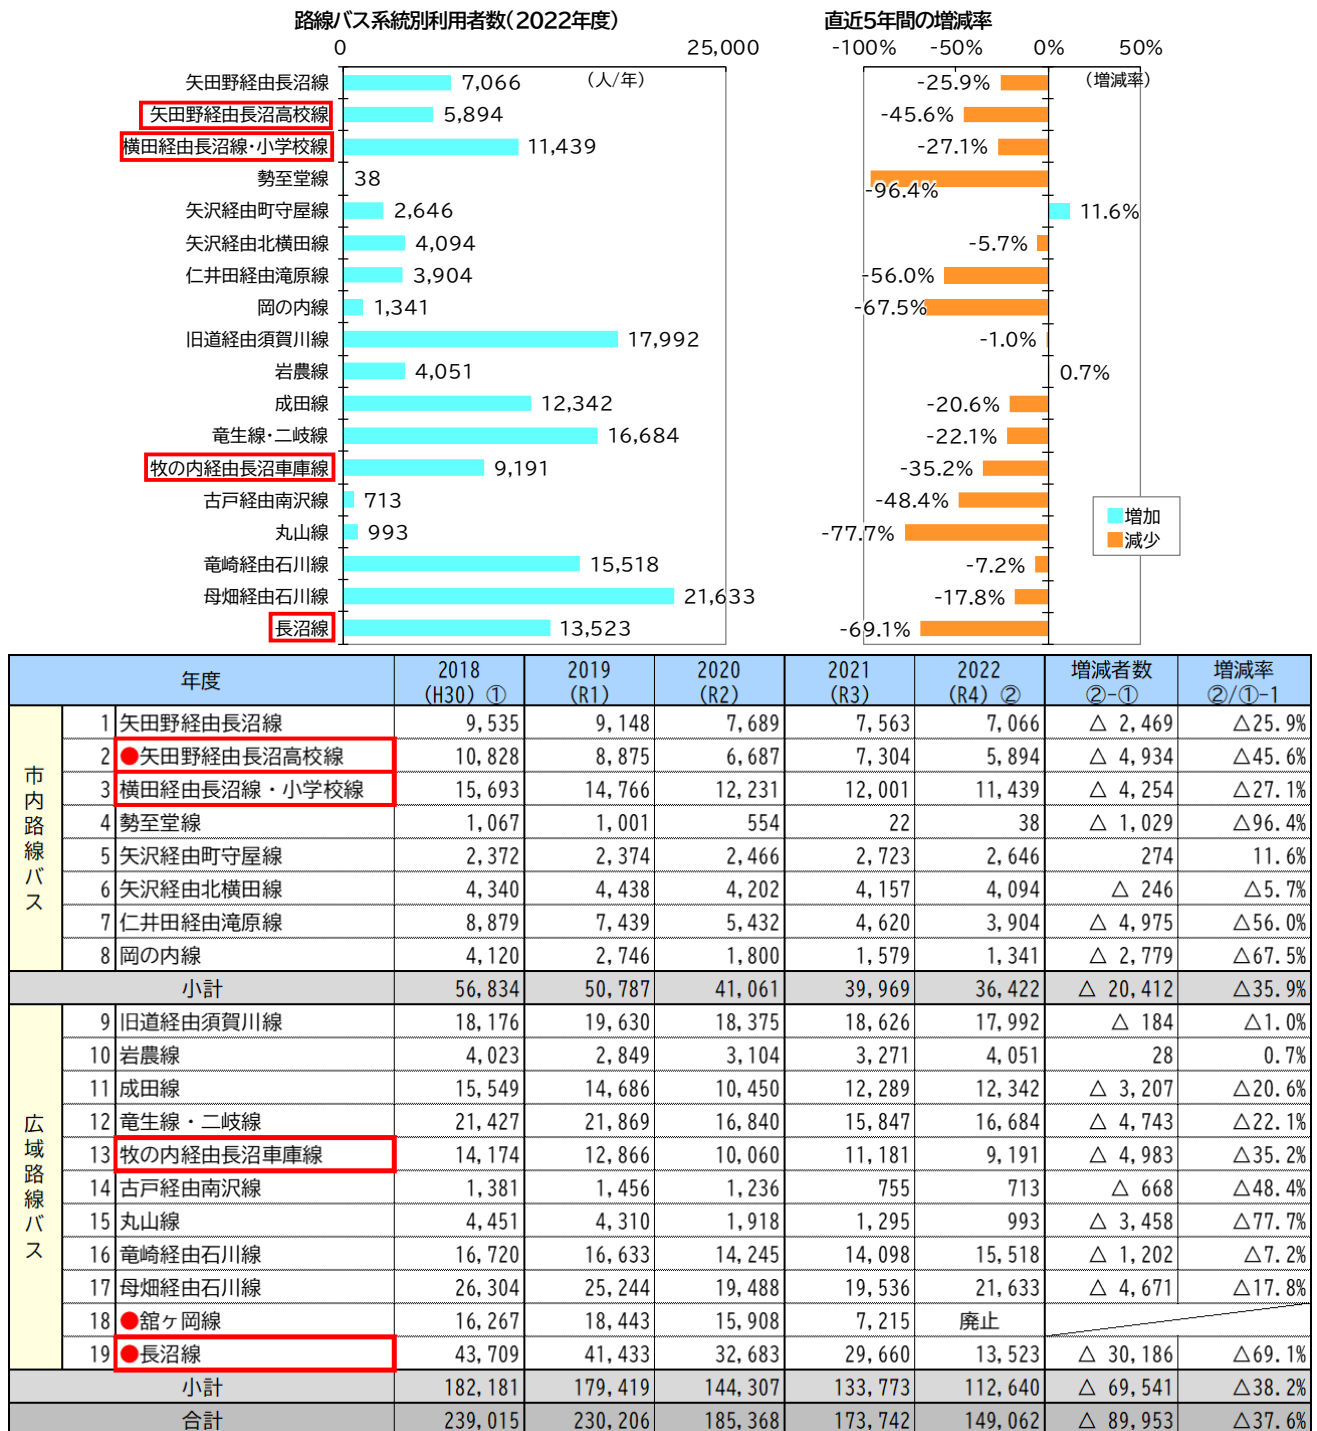 路線バス系統別利用者数(2022年度)
0 25,000
(人/年)
矢田野経由長沼線 7,066
矢田野経由長沼高校線 5,894
横田経由長沼線・小学校線 11,439
勢至堂線 38
矢沢経由町守屋線 2,646
矢沢経由北横田線 4,094
仁井田経由滝原線 3,904
岡の内線 1,341
旧道経由須賀川線 17,992
岩農線 4,051
成田線 12,342
竜生線・二岐線 16,684
牧の内経由長沼車庫線 9,191
古戸経由南沢線 713
丸山線 993
竜崎経由石川線 15,518
母畑経由石川線 21,633
長沼線 13,523
直近5年間の増減率
-100% -50% 0% 50%
(増減率)
-25.9%
-45.6%
-27.1%
-96.4%
11.6%
-5.7%
-56.0%
-67.5%
-1.0%
0.7%
-20.6%
-22.1%
-35.2%
-48.4%
-77.7%
-7.2%
-17.8%
-69.1%
増加
減少
年度 2018 2019 2020 2021 2022 増減者数 増減率
(H30) ① (R1) (R2) (R3) (R4) ② ②-① ②/①-1
市内路線バス
1 矢田野経由長沼線 9,535 9,148 7,689 7,563 7,066 △ 2,469 △25.9%
2 ●矢田野経由長沼高校線 10,828 8,875 6,687 7,304 5,894 △ 4,934 △45.6%
3 横田経由長沼線・小学校線 15,693 14,766 12,231 12,001 11,439 △ 4,254 △27.1%
4 勢至堂線 1,067 1,001 554 22 38 △ 1,029 △96.4%
5 矢沢経由町守屋線 2,372 2,374 2,466 2,723 2,646 274 11.6%
6 矢沢経由北横田線 4,340 4,438 4,202 4,157 4,094 △ 246 △5.7%
7 仁井田経由滝原線 8,879 7,439 5,432 4,620 3,904 △ 4,975 △56.0%
8 岡の内線 4,120 2,746 1,800 1,579 1,341 △ 2,779 △67.5%
小計 56,834 50,787 41,061 39,969 36,422 △ 20,412 △35.9%
広域路線バス
9 旧道経由須賀川線 18,176 19,630 18,375 18,626 17,992 △ 184 △1.0%
10 岩農線 4,023 2,849 3,104 3,271 4,051 28 0.7%
11 成田線 15,549 14,686 10,450 12,289 12,342 △ 3,207 △20.6%
12 竜生線・二岐線 21,427 21,869 16,840 15,847 16,684 △ 4,743 △22.1%
13 牧の内経由長沼車庫線 14,174 12,866 10,060 11,181 9,191 △ 4,983 △35.2%
14 古戸経由南沢線 1,381 1,456 1,236 755 713 △ 668 △48.4%
15 丸山線 4,451 4,310 1,918 1,295 993 △ 3,458 △77.7%
16 竜崎経由石川線 16,720 16,633 14,245 14,098 15,518 △ 1,202 △7.2%
17 母畑経由石川線 26,304 25,244 19,488 19,536 21,633 △ 4,671 △17.8%
18 ●舘ヶ岡線 16,267 18,443 15,908 7,215 廃止
19 ●長沼線 43,709 41,433 32,683 29,660 13,523 △ 30,186 △69.1%
小計 182,181 179,419 144,307 133,773 112,640 △ 69,541 △38.2%
合計 239,015 230,206 185,368 173,742 149,062 △ 89,953 △37.6%